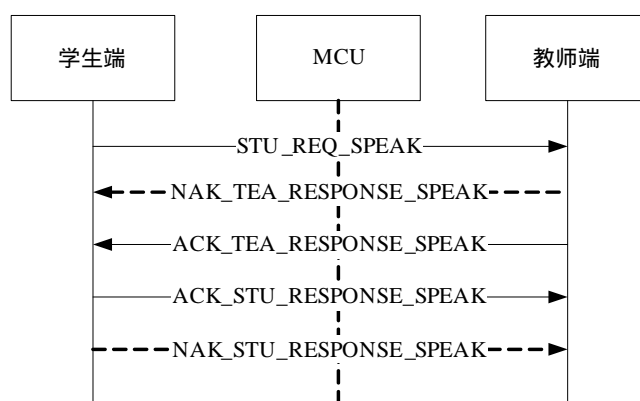 学生端
MCU
教师端
STU_REQ_SPEAK
NAK_TEA_RESPONSE_SPEAK
ACK_TEA_RESPONSE_SPEAK
ACK_STU_RESPONSE_SPEAK
NAK_STU_RESPONSE_SPEAK